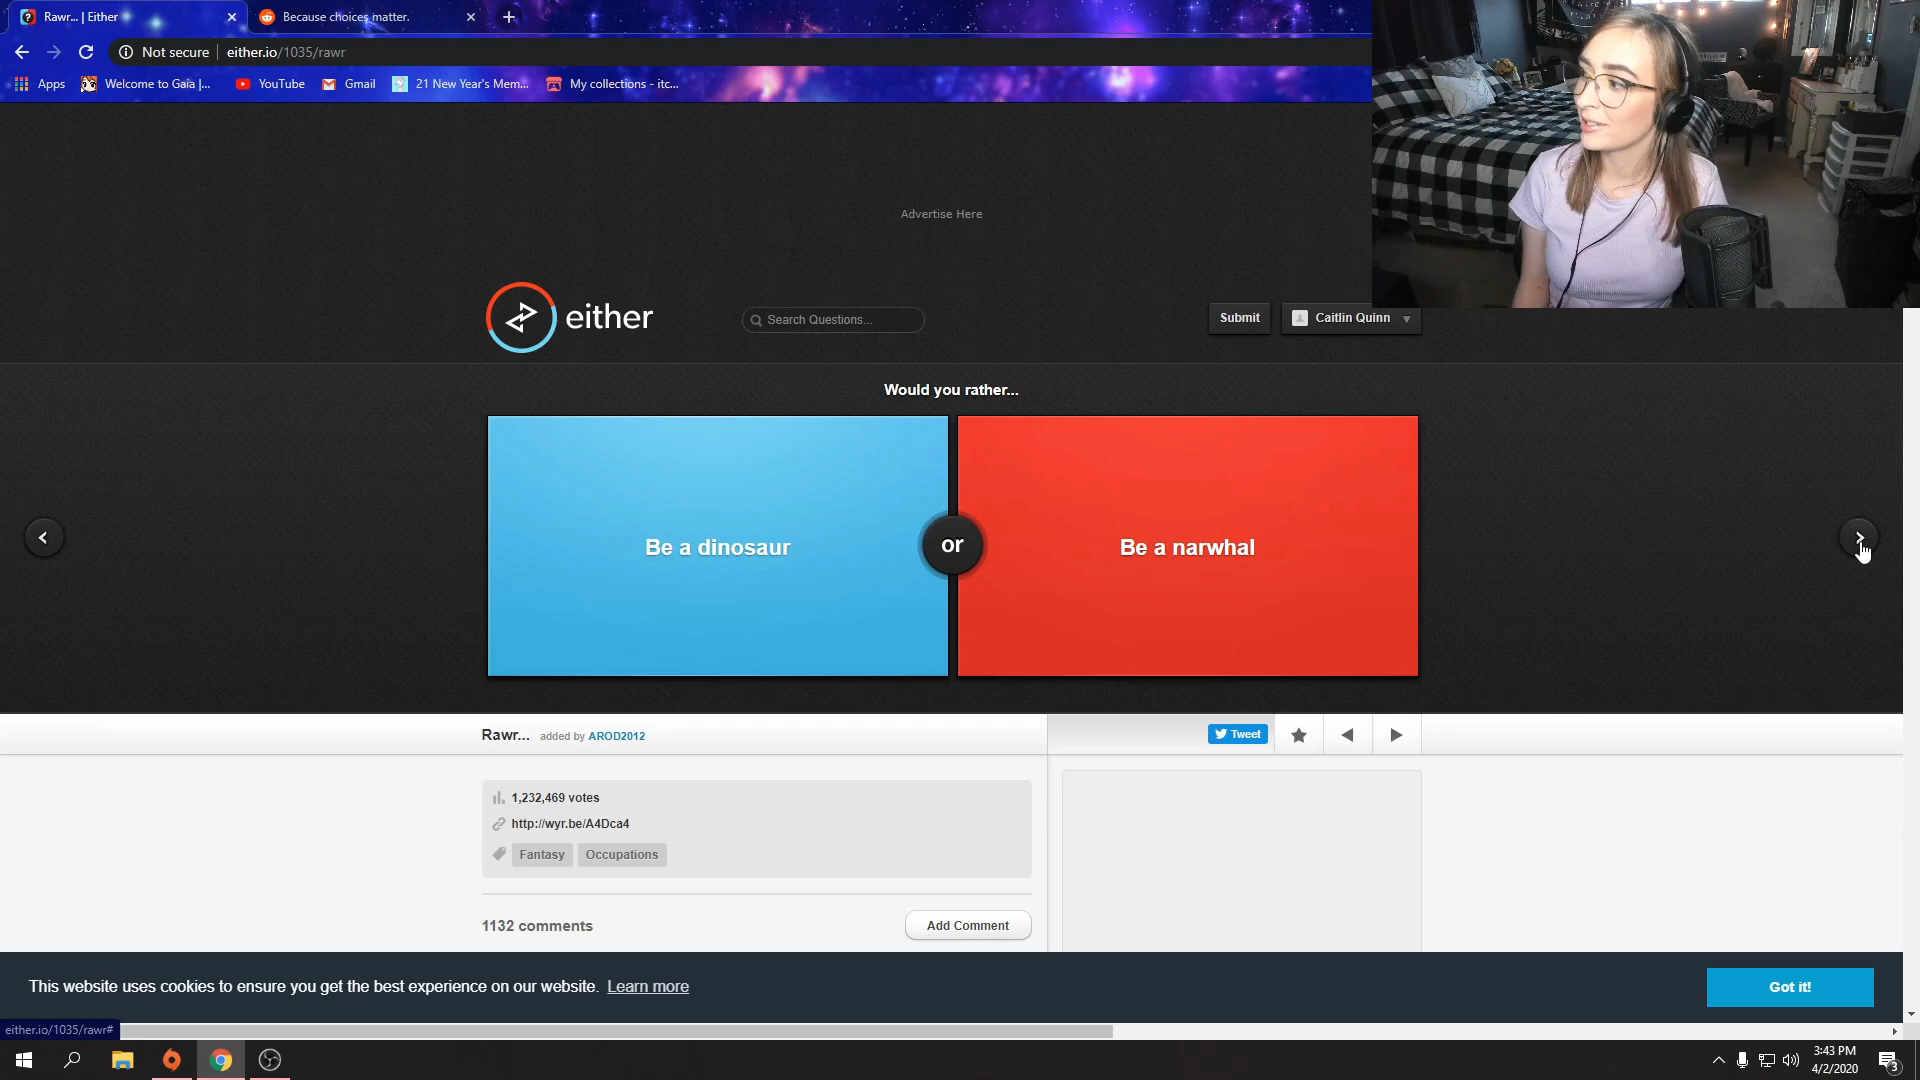 Rawr... | Either
Because choices matter.
Not secure
either.io/1035/rawr
Apps
Welcome to Gaia |...
YouTube
Gmail
21 New Year's Mem...
My collections - itc...
Advertise Here
either
Search Questions...
Submit
Caitlin Quinn
Would you rather...
Be a dinosaur
or
Be a narwhal
Rawr... added by AROD2012
Tweet
1,232,469 votes
http://wyr.be/A4Dca4
Fantasy
Occupations
1132 comments
Add Comment
This website uses cookies to ensure you get the best experience on our website. Learn more
Got it!
either.io/1035/rawr#
3:43 PM
4/2/2020
3